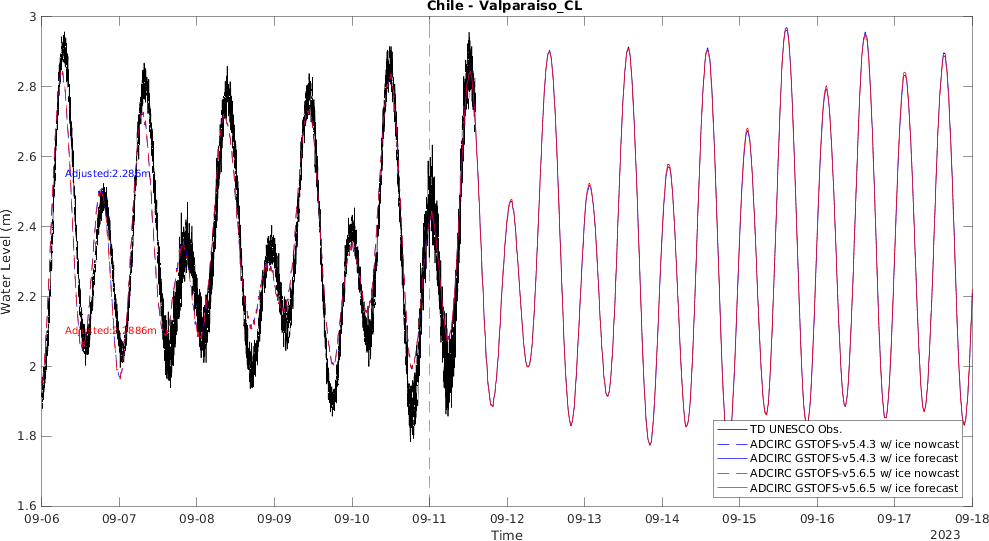 Chile - Valparaiso_CL
3
2.8
2.6
2.4
2.2
2
1.8
1.6
Water Level (m)
Adjusted:2.286m
Adjusted:2.2886m
TD UNESCO Obs.
ADCIRC GSTOFS-v5.4.3 w/ ice nowcast
ADCIRC GSTOFS-v5.4.3 w/ ice forecast
ADCIRC GSTOFS-v5.6.5 w/ ice nowcast
ADCIRC GSTOFS-v5.6.5 w/ ice forecast
09-06 09-07 09-08 09-09 09-10 09-11 09-12 09-13 09-14 09-15 09-16 09-17 09-18
Time
2023